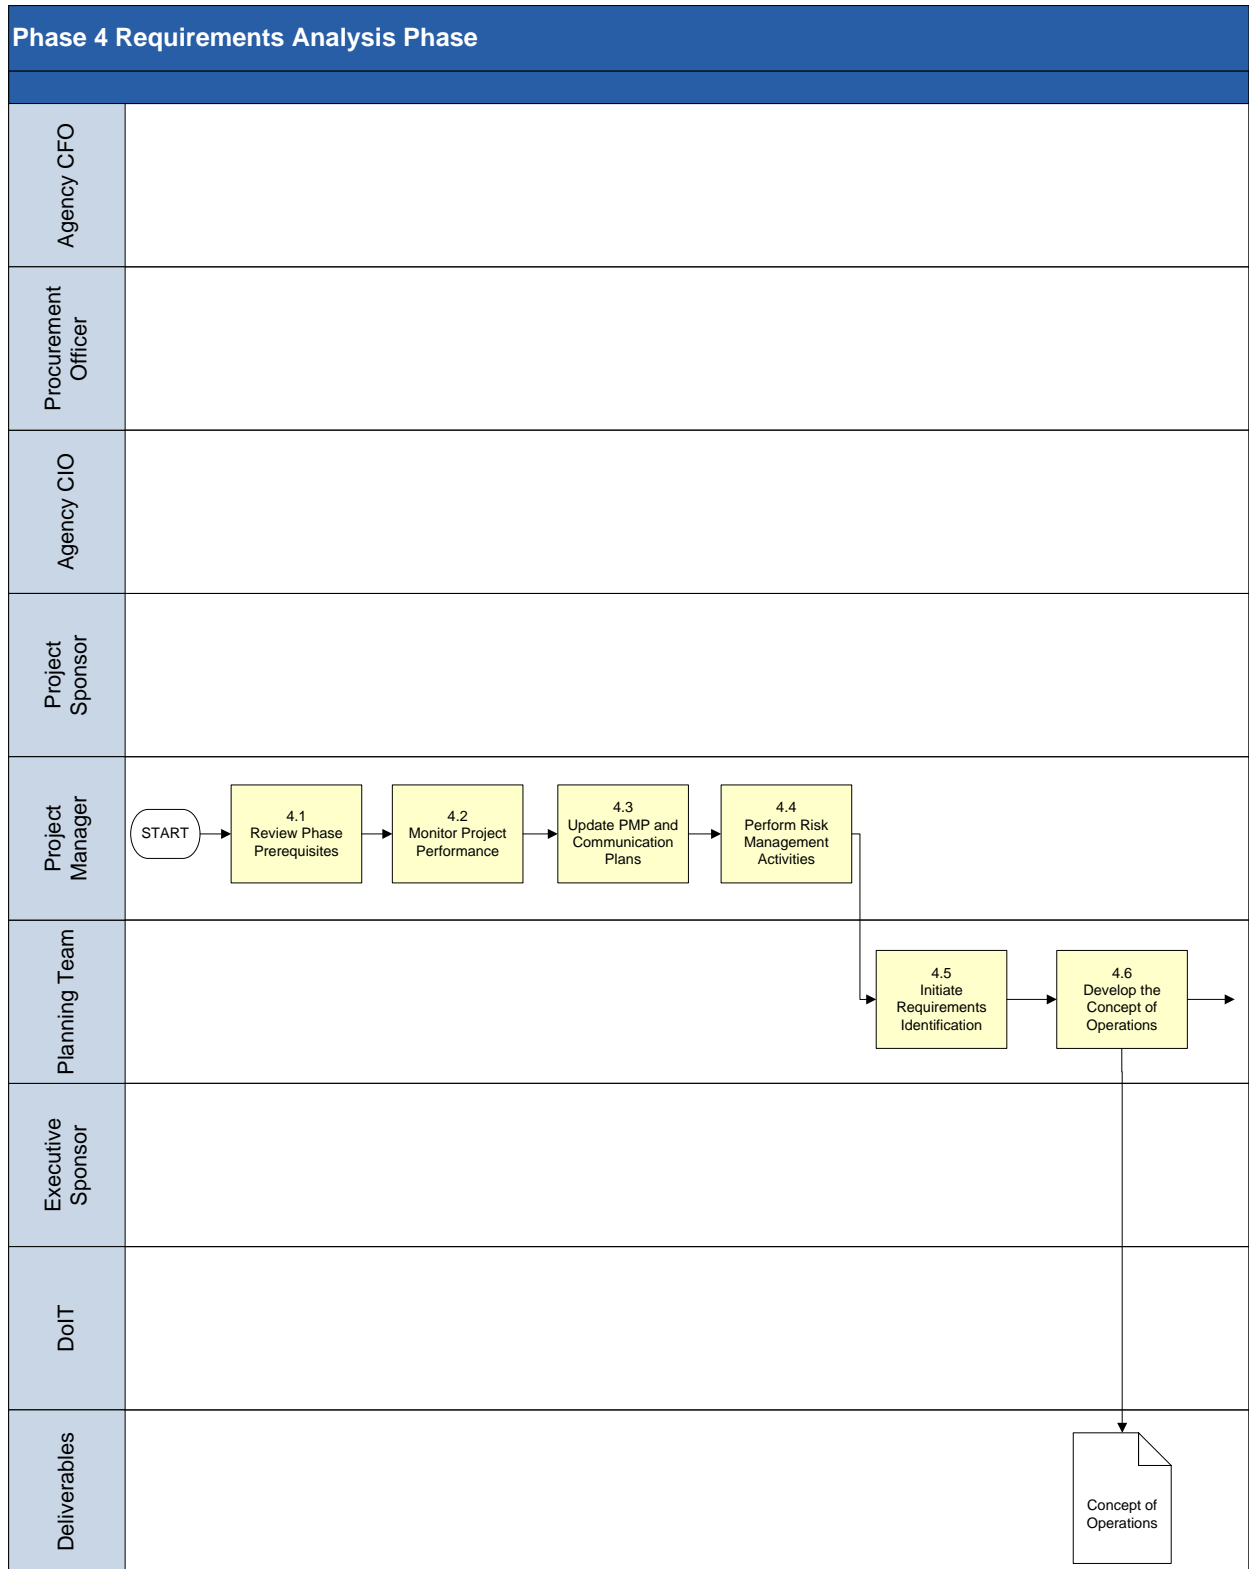 Phase 4 Requirements Analysis Phase
Agency CFO
Procurement
Officer
Agency CIO
Project
Sponsor
Project
Manager
START
4.1
Review Phase
Prerequisites
4.2
Monitor Project
Performance
4.3
Update PMP and
Communication
Plans
4.4
Perform Risk
Management
Activities
Planning Team
4.5
Initiate
Requirements
Identification
4.6
Develop the
Concept of
Operations
Executive
Sponsor
DoIT
Deliverables
Concept of
Operations